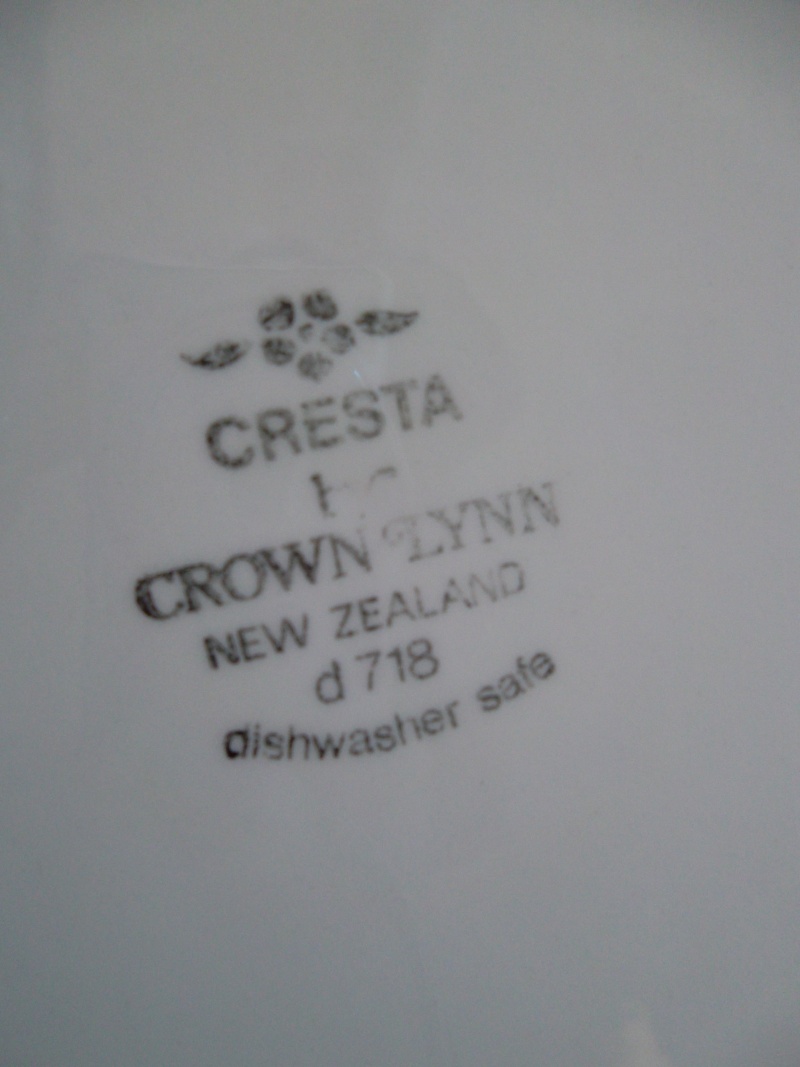 CRESTA
CROWN LYNN
NEW ZEALAND
d 718
dishwasher safe